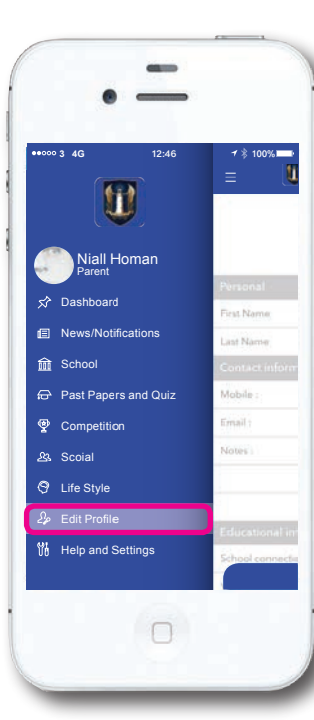 3 4G 12:46 100%
Niall Homan
Parent
Dashboard
News/Notifications
School
Past Papers and Quiz
Competition
Scoial
Life Style
Edit Profile
Help and Settings
Personal
First Name
Last Name
Contact inform
Mobile :
Email :
Notes :
Educational in
School connectio